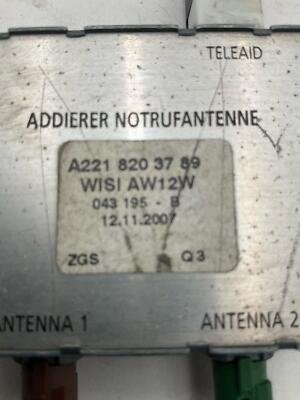 TELEAID
ADDIERER NOTRUFANTENNE
A221 820 37 89
WISI AW12W
043 195 - B
12.11.2007
ZGS Q3
ANTENNA 1 ANTENNA 2